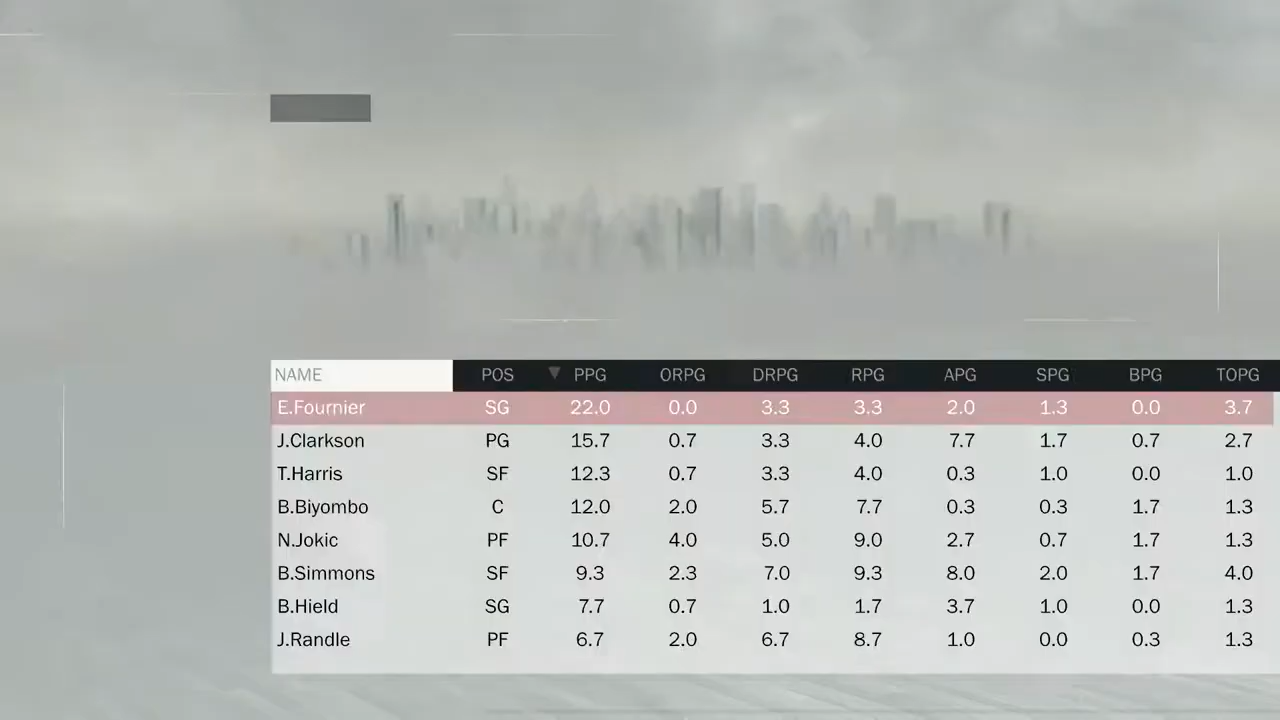 NAME POS ▼ PPG ORPG DRPG RPG APG SPG BPG TOPG
E.Fournier SG 22.0 0.0 3.3 3.3 2.0 1.3 0.0 3.7
J.Clarkson PG 15.7 0.7 3.3 4.0 7.7 1.7 0.7 2.7
T.Harris SF 12.3 0.7 3.3 4.0 0.3 1.0 0.0 1.0
B.Biyombo C 12.0 2.0 5.7 7.7 0.3 0.3 1.7 1.3
N.Jokic PF 10.7 4.0 5.0 9.0 2.7 0.7 1.7 1.3
B.Simmons SF 9.3 2.3 7.0 9.3 8.0 2.0 1.7 4.0
B.Hield SG 7.7 0.7 1.0 1.7 3.7 1.0 0.0 1.3
J.Randle PF 6.7 2.0 6.7 8.7 1.0 0.0 0.3 1.3